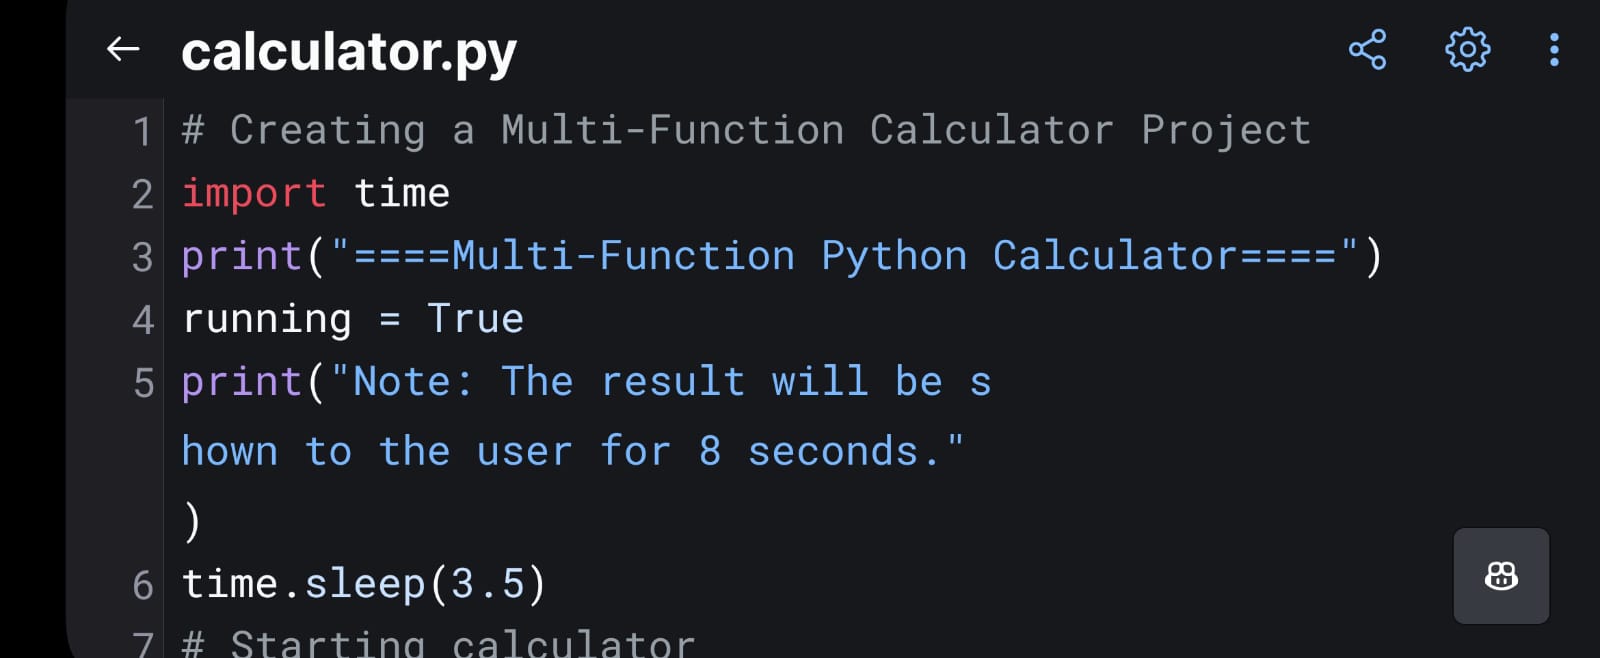 calculator.py
1 # Creating a Multi-Function Calculator Project
2 import time
3 print("====Multi-Function Python Calculator====")
4 running = True
5 print("Note: The result will be s
hown to the user for 8 seconds."
)
6 time.sleep(3.5)
7 # Starting calculator